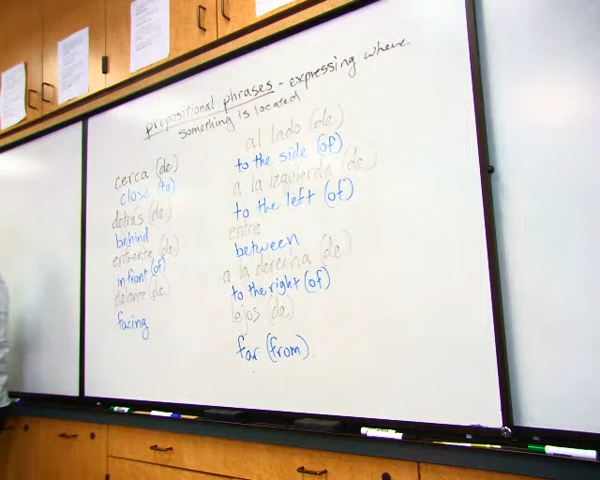 prepositional phrases - expressing where
something is located
cerca (de)
close (to)
detrás (de)
behind
enfrente (de)
in front (of)
delante (de)
facing
al lado (de)
to the side (of)
a la izquierda (de)
to the left (of)
entre
between
a la derecha (de)
to the right (of)
lejos (de)
far (from)